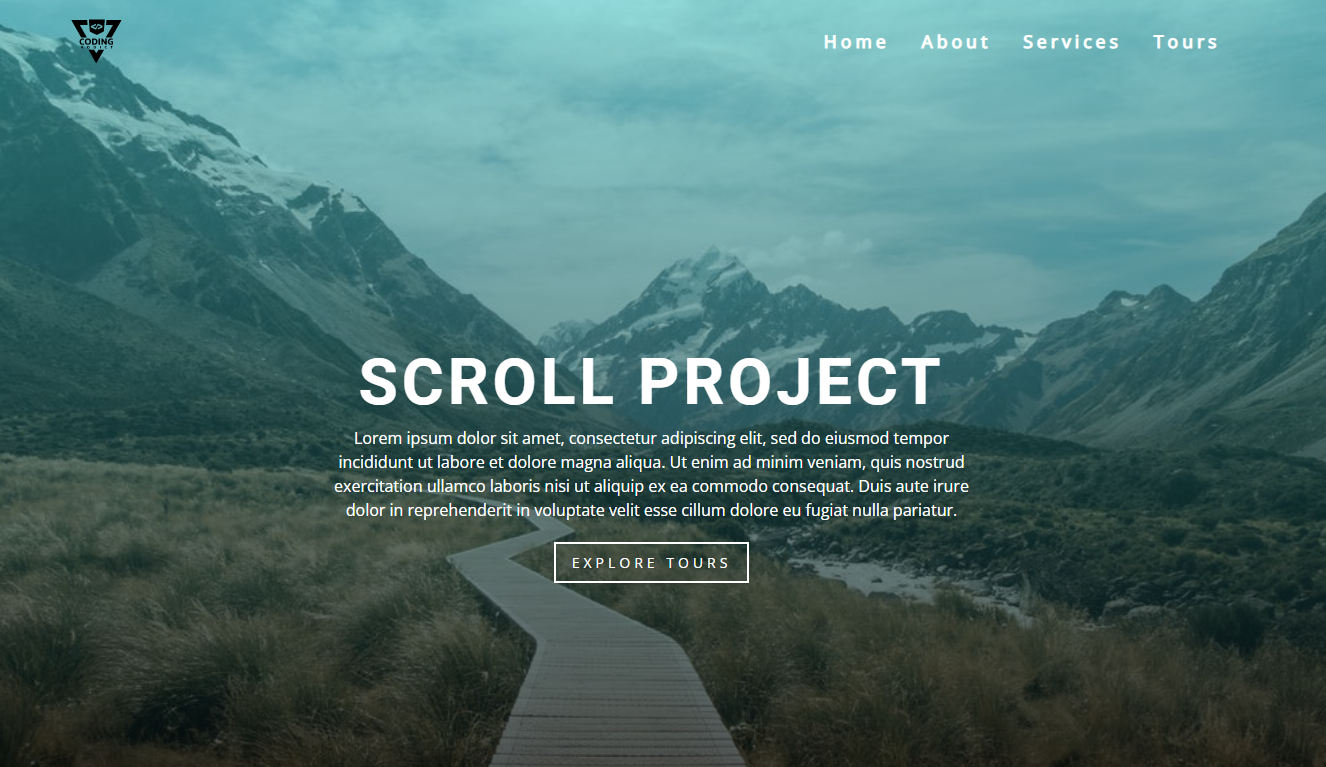 </>
CODING
ADDICT
Home About Services Tours
SCROLL PROJECT
Lorem ipsum dolor sit amet, consectetur adipiscing elit, sed do eiusmod tempor
incididunt ut labore et dolore magna aliqua. Ut enim ad minim veniam, quis nostrud
exercitation ullamco laboris nisi ut aliquip ex ea commodo consequat. Duis aute irure
dolor in reprehenderit in voluptate velit esse cillum dolore eu fugiat nulla pariatur.
EXPLORE TOURS